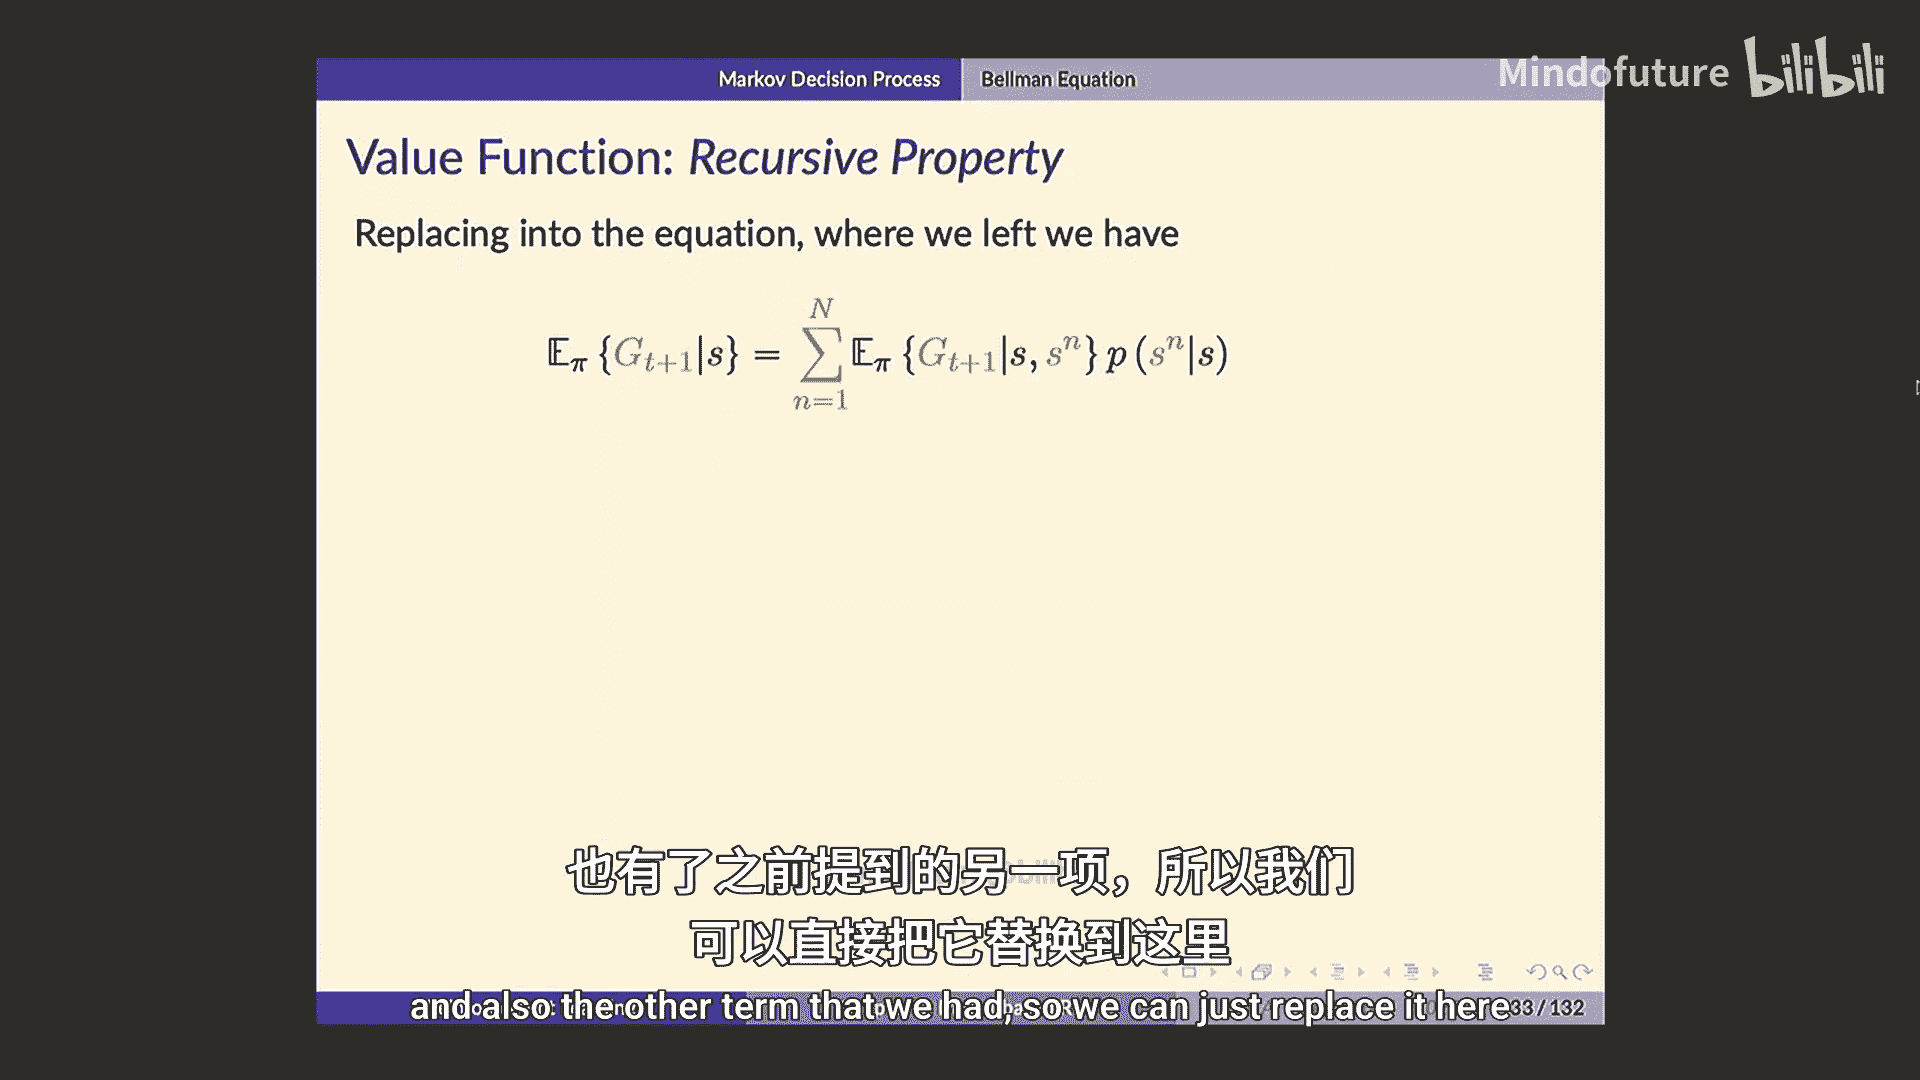 Markov Decision Process Bellman Equation
Mindofuture bilibili
Value Function: Recursive Property
Replacing into the equation, where we left we have
𝔼π {Gt+1|s} = ∑_{n=1}^{N} 𝔼π {Gt+1|s, sⁿ} p (sⁿ|s)
也有了之前提到的另一项，所以我们
可以直接把它替换到这里
and also the other term that we had, so we can just replace it here
33 / 132